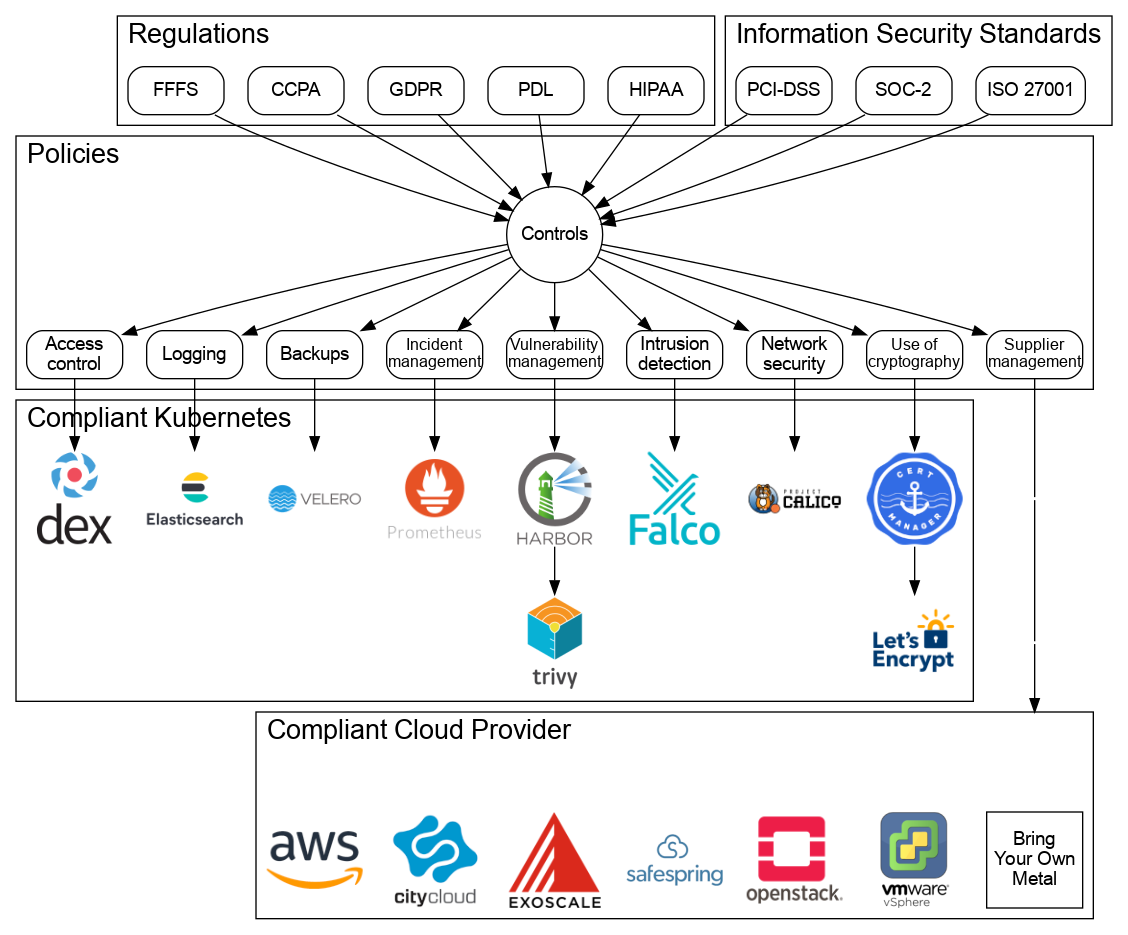 Regulations
Information Security Standards
FFFS
CCPA
GDPR
PDL
HIPAA
PCI-DSS
SOC-2
ISO 27001
Policies
Controls
Access
control
Logging
Backups
Incident
management
Vulnerability
management
Intrusion
detection
Network
security
Use of
cryptography
Supplier
management
Compliant Kubernetes
dex
Elasticsearch
VELERO
Prometheus
HARBOR
Falco
PROJECT
CALICO
CERT
MANAGER
trivy
Let's
Encrypt
Compliant Cloud Provider
aws
citycloud
EXOSCALE
safespring
openstack.
vmware®
vSphere
Bring
Your Own
Metal